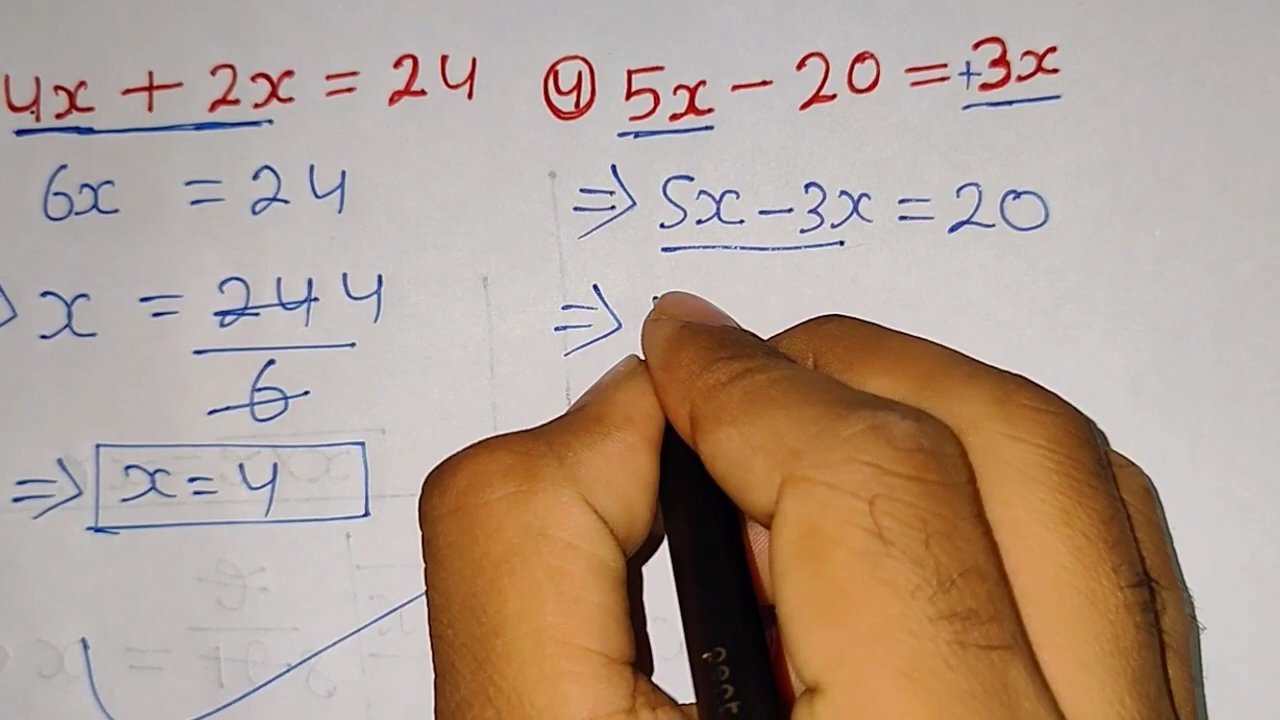 4x + 2x = 24
6x = 24
x = 24 4
6
⇒ x = 4
④ 5x - 20 = +3x
⇒ 5x - 3x = 20
⇒